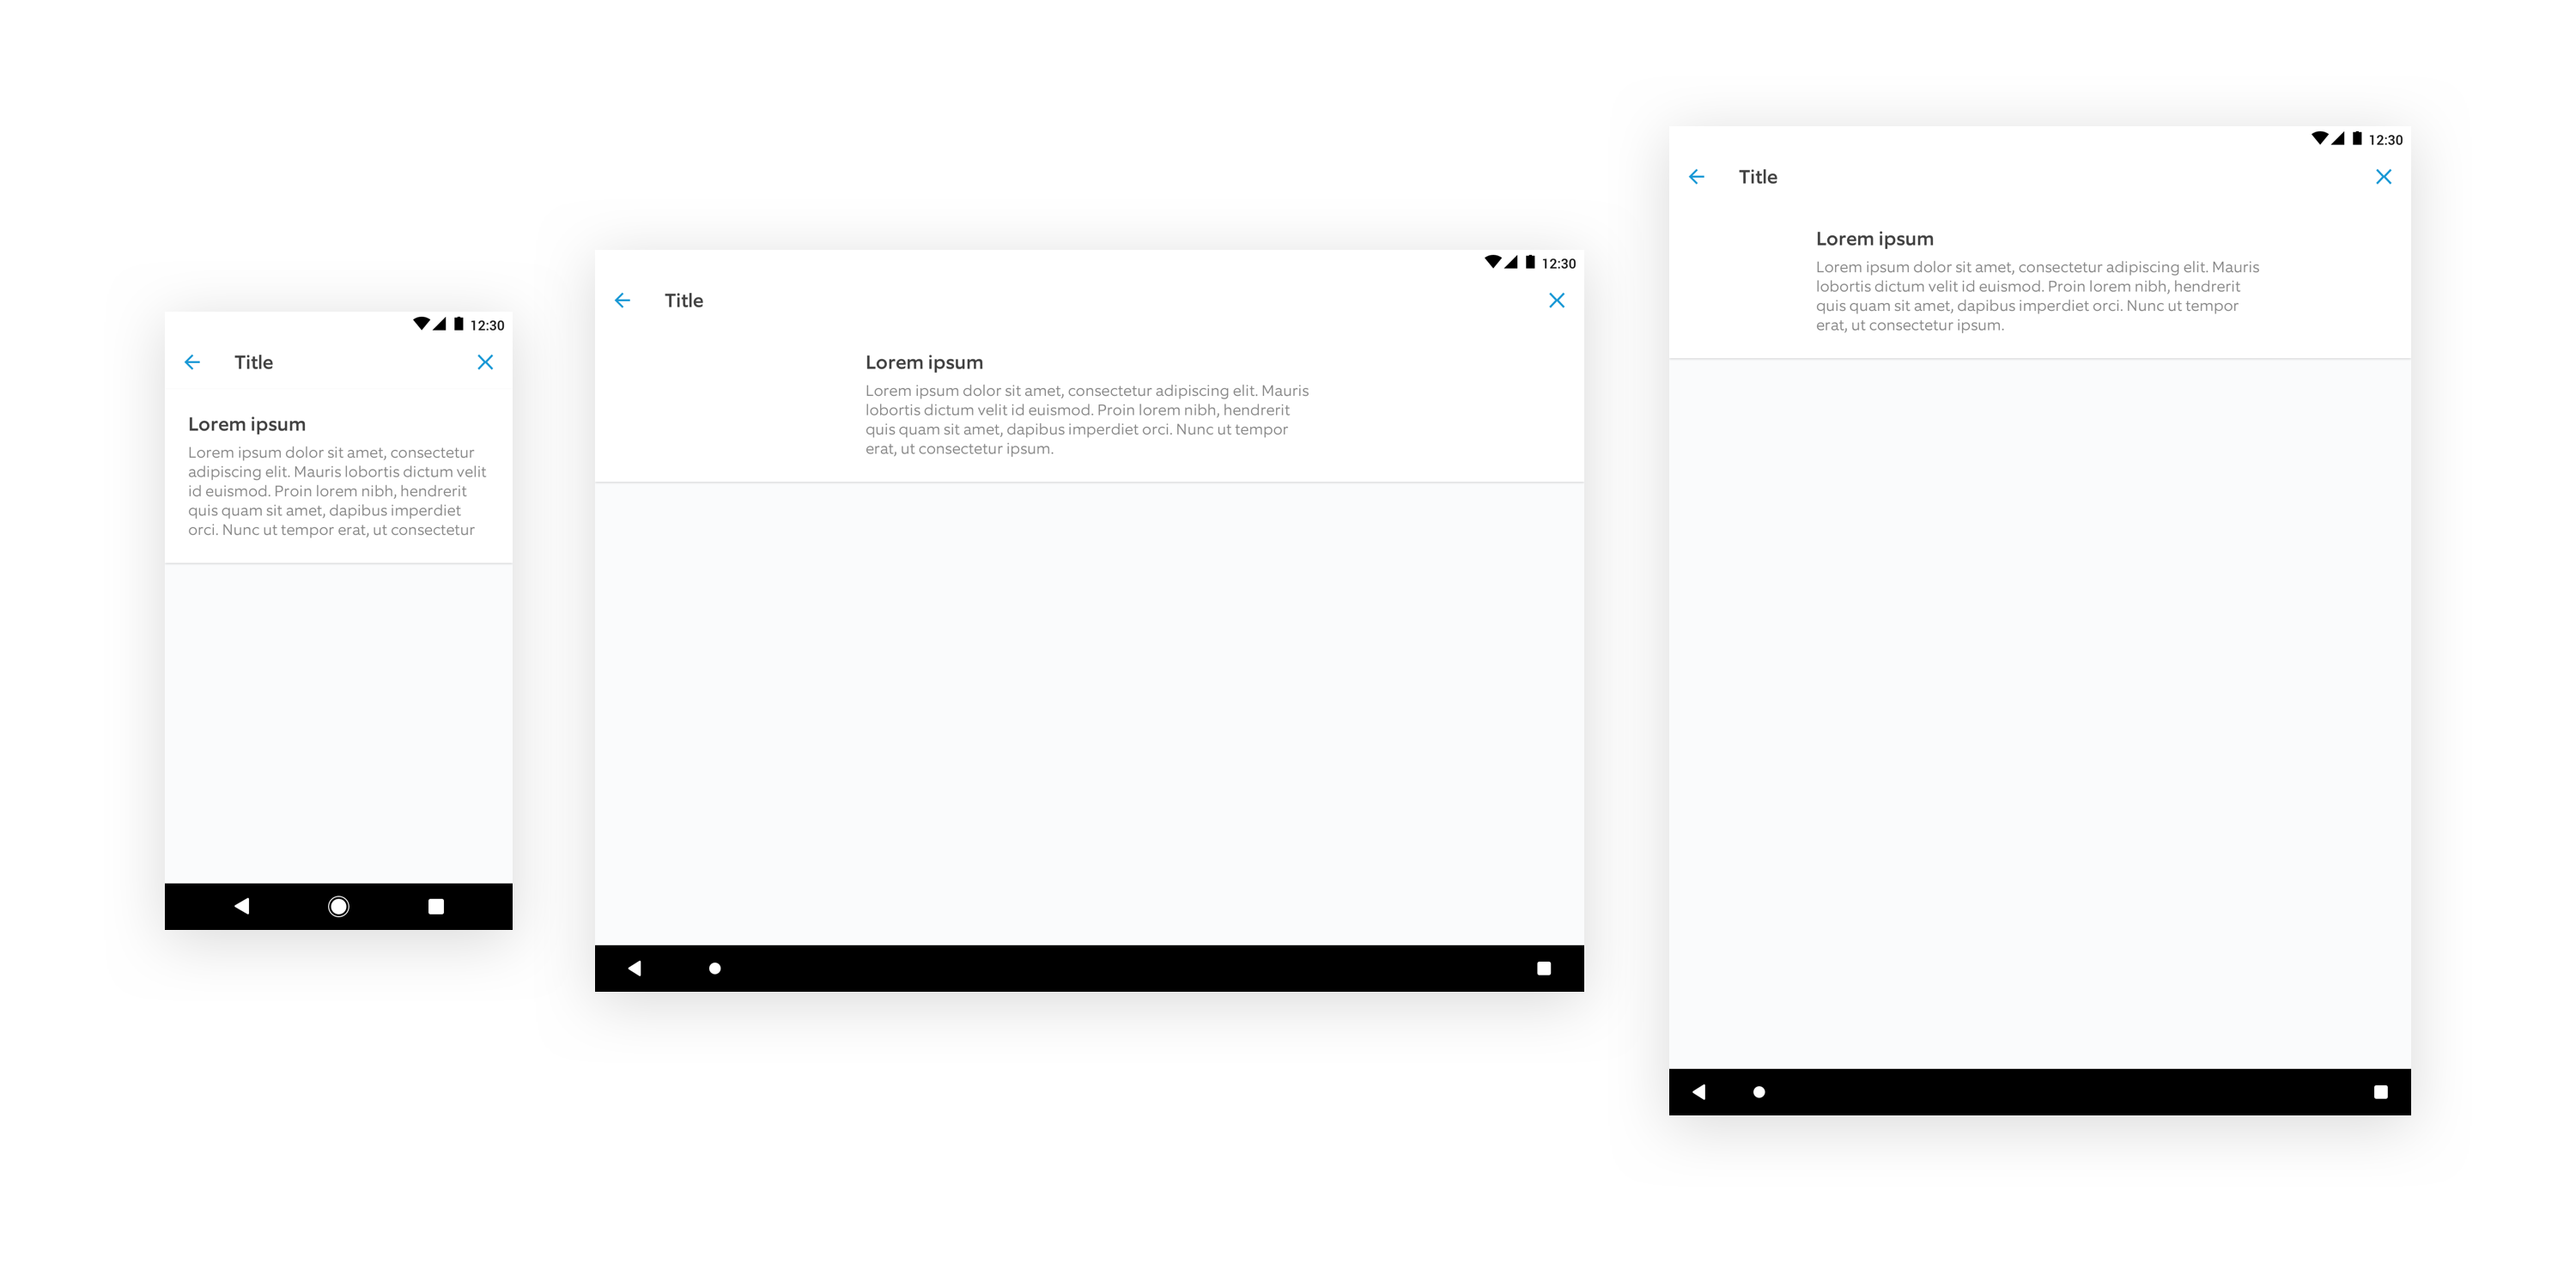 12:30
Title
Lorem ipsum
Lorem ipsum dolor sit amet, consectetur
adipiscing elit. Mauris lobortis dictum velit
id euismod. Proin lorem nibh, hendrerit
quis quam sit amet, dapibus imperdiet
orci. Nunc ut tempor erat, ut consectetur
12:30
Title
Lorem ipsum
Lorem ipsum dolor sit amet, consectetur adipiscing elit. Mauris
lobortis dictum velit id euismod. Proin lorem nibh, hendrerit
quis quam sit amet, dapibus imperdiet orci. Nunc ut tempor
erat, ut consectetur ipsum.
12:30
Title
Lorem ipsum
Lorem ipsum dolor sit amet, consectetur adipiscing elit. Mauris
lobortis dictum velit id euismod. Proin lorem nibh, hendrerit
quis quam sit amet, dapibus imperdiet orci. Nunc ut tempor
erat, ut consectetur ipsum.